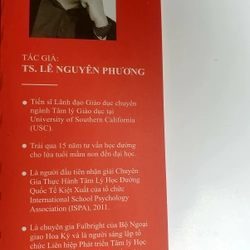 TÁC GIẢ:
TS. LÊ NGUYÊN PHƯƠNG
Tiến sĩ Lãnh đạo Giáo dục chuyên
ngành Tâm lý Giáo dục tại
University of Southern California
(USC).
Trải qua 15 năm tư vấn học đường
cho lứa tuổi mầm non đến đại học.
Là người đầu tiên nhận giải Chuyên
Gia Thực Hành Tâm Lý Học Đường
Quốc Tế Kiệt Xuất của tổ chức
International School Psychology
Association (ISPA), 2011.
Là chuyên gia Fulbright của Bộ Ngoại
giao Hoa Kỳ và là người sáng lập tổ
chức Liên hiệp Phát triển Tâm lý Học